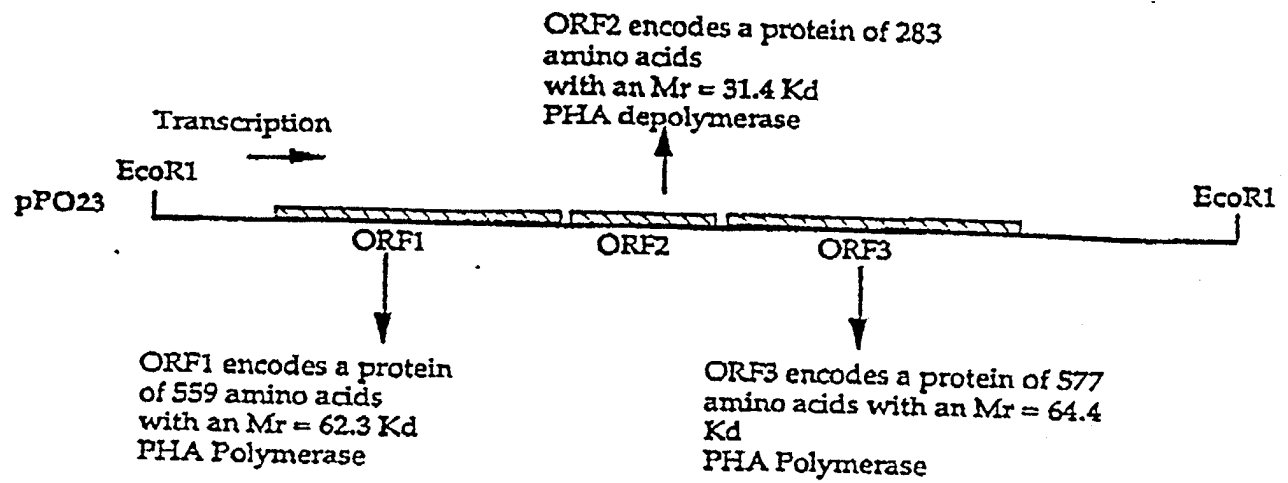 ORF2 encodes a protein of 283
amino acids
with an Mr = 31.4 Kd
PHA depolymerase
Transcription
EcoR1
EcoR1
pPO23
ORF1
ORF2
ORF3
ORF1 encodes a protein
of 559 amino acids
with an Mr = 62.3 Kd
PHA Polymerase
ORF3 encodes a protein of 577
amino acids with an Mr = 64.4
Kd
PHA Polymerase